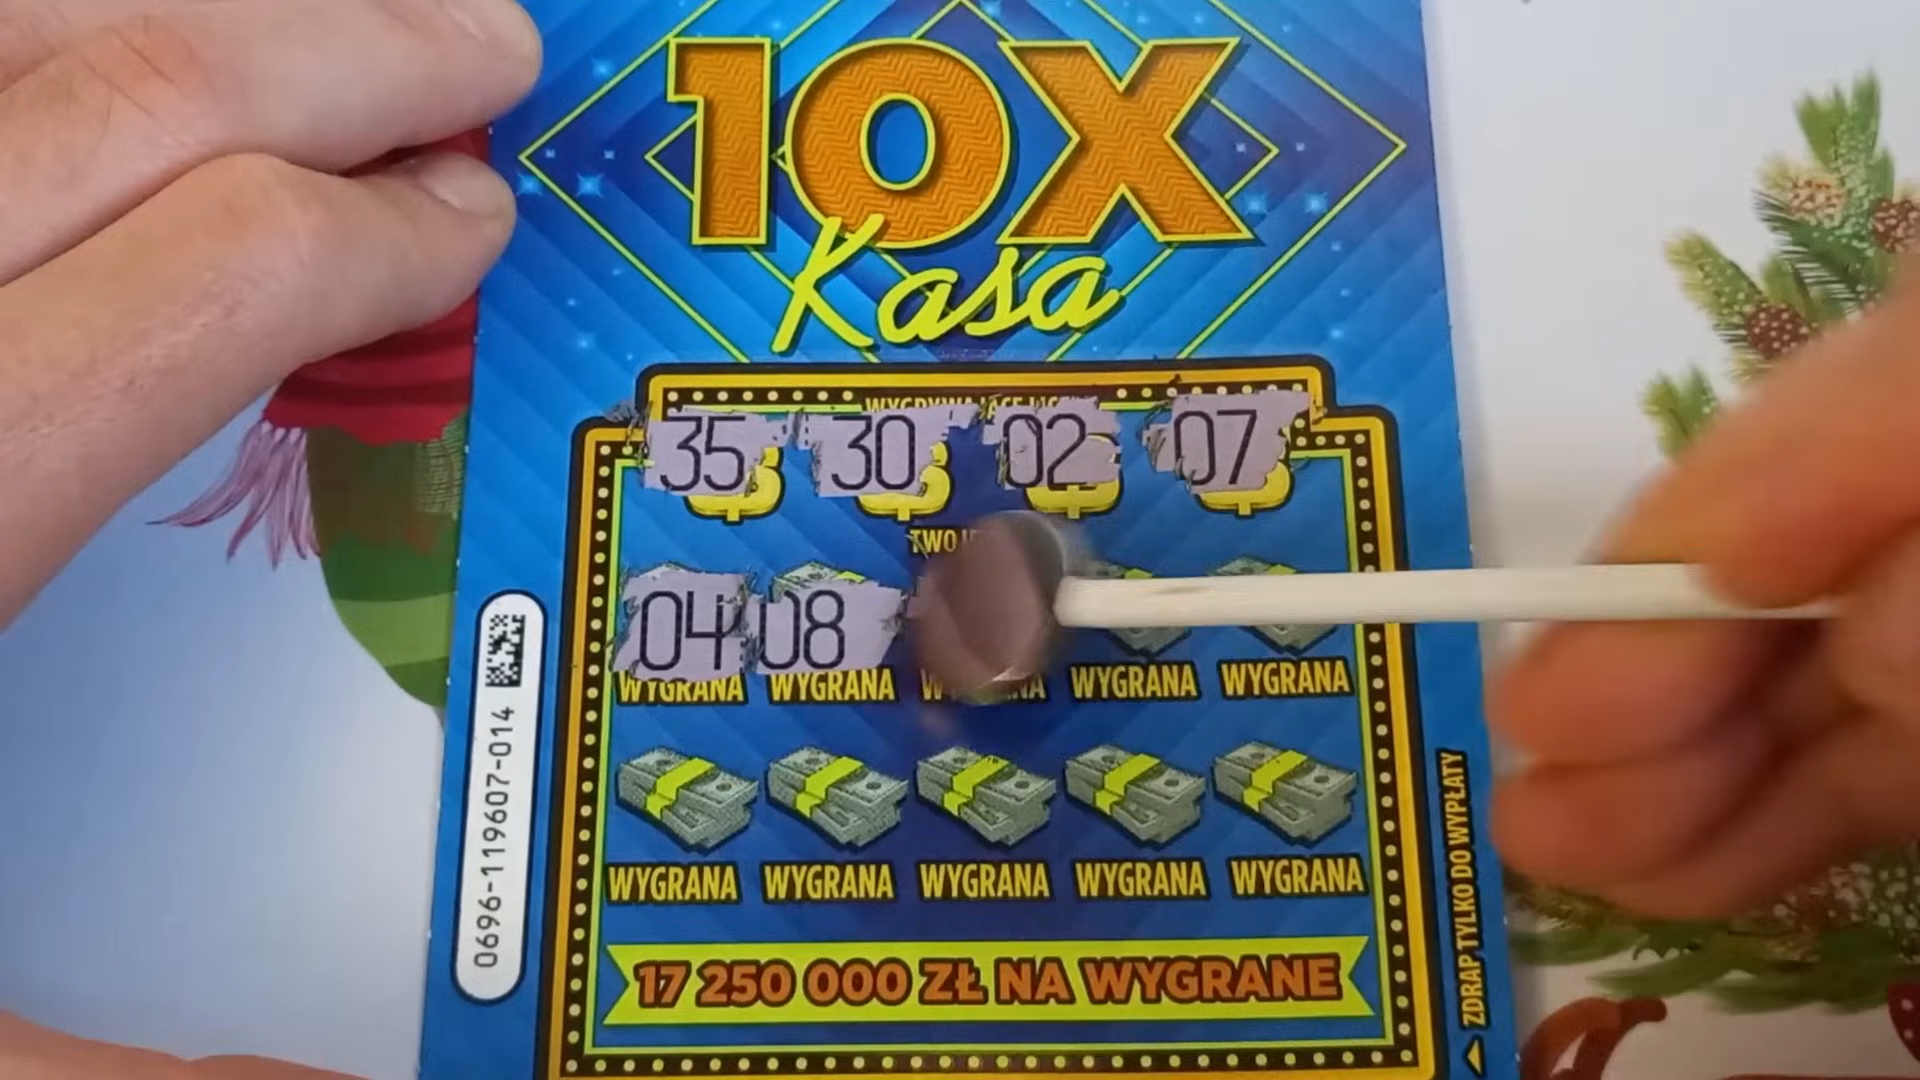 10X
Kasa
35 30 02 07
04 08
WYGRANA WYGRANA WYGRANA WYGRANA
WYGRANA WYGRANA WYGRANA WYGRANA WYGRANA
17 250 000 ZŁ NA WYGRANE
0696-119607-014
ZDRAP TYLKO DO WYPŁATY